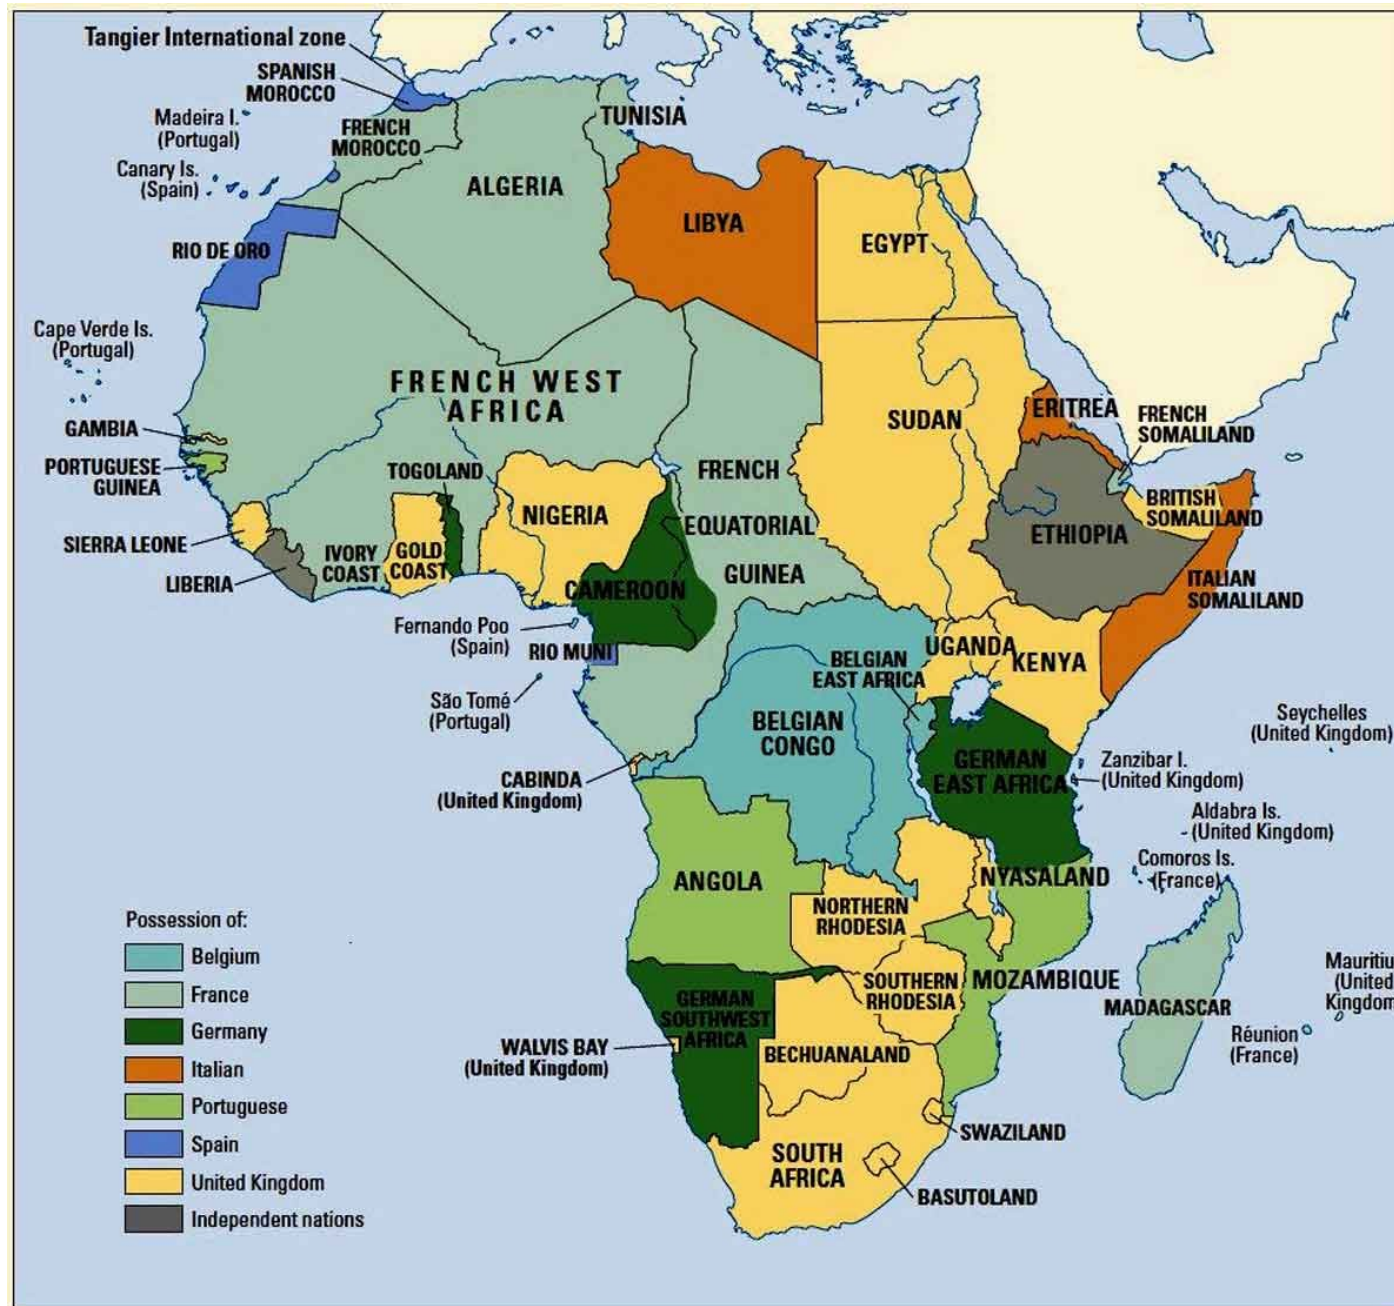 Tangier International zone
SPANISH
MOROCCO
Madeira I.
(Portugal)
FRENCH
MOROCCO
TUNISIA
Canary Is.
(Spain)
ALGERIA
LIBYA
EGYPT
RIO DE ORO
Cape Verde Is.
(Portugal)
FRENCH WEST
AFRICA
SUDAN
ERITREA
FRENCH
SOMALILAND
GAMBIA
PORTUGUESE
GUINEA
TOGOLAND
FRENCH
EQUATORIAL
GUINEA
NIGERIA
BRITISH
SOMALILAND
ETHIOPIA
SIERRA LEONE
LIBERIA
IVORY
COAST
GOLD
COAST
CAMEROON
ITALIAN
SOMALILAND
Fernando Poo
(Spain)
RIO MUNI
UGANDA
KENYA
BELGIAN
EAST AFRICA
São Tomé
(Portugal)
BELGIAN
CONGO
Seychelles
(United Kingdom)
CABINDA
(United Kingdom)
GERMAN
EAST AFRICA
Zanzibar I.
(United Kingdom)
Aldabra Is.
(United Kingdom)
Comoros Is.
(France)
ANGOLA
NYASALAND
NORTHERN
RHODESIA
Possession of:
Belgium
France
Germany
Italian
Portuguese
Spain
United Kingdom
Independent nations
GERMAN
SOUTHWEST
AFRICA
SOUTHERN
RHODESIA
MOZAMBIQUE
MADAGASCAR
Mauritiu
(United
Kingdom
Réunion
(France)
WALVIS BAY
(United Kingdom)
BECHUANALAND
SWAZILAND
SOUTH
AFRICA
BASUTOLAND